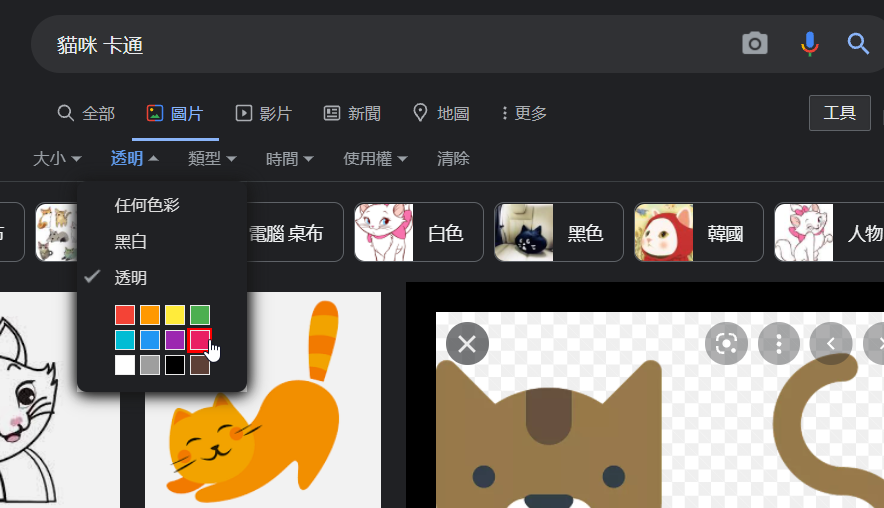 貓咪 卡通
全部 圖片 影片 新聞 地圖 更多 工具
大小 透明 類型 時間 使用權 清除
任何色彩
黑白
透明
電腦 桌布 白色 黑色 韓國 人物